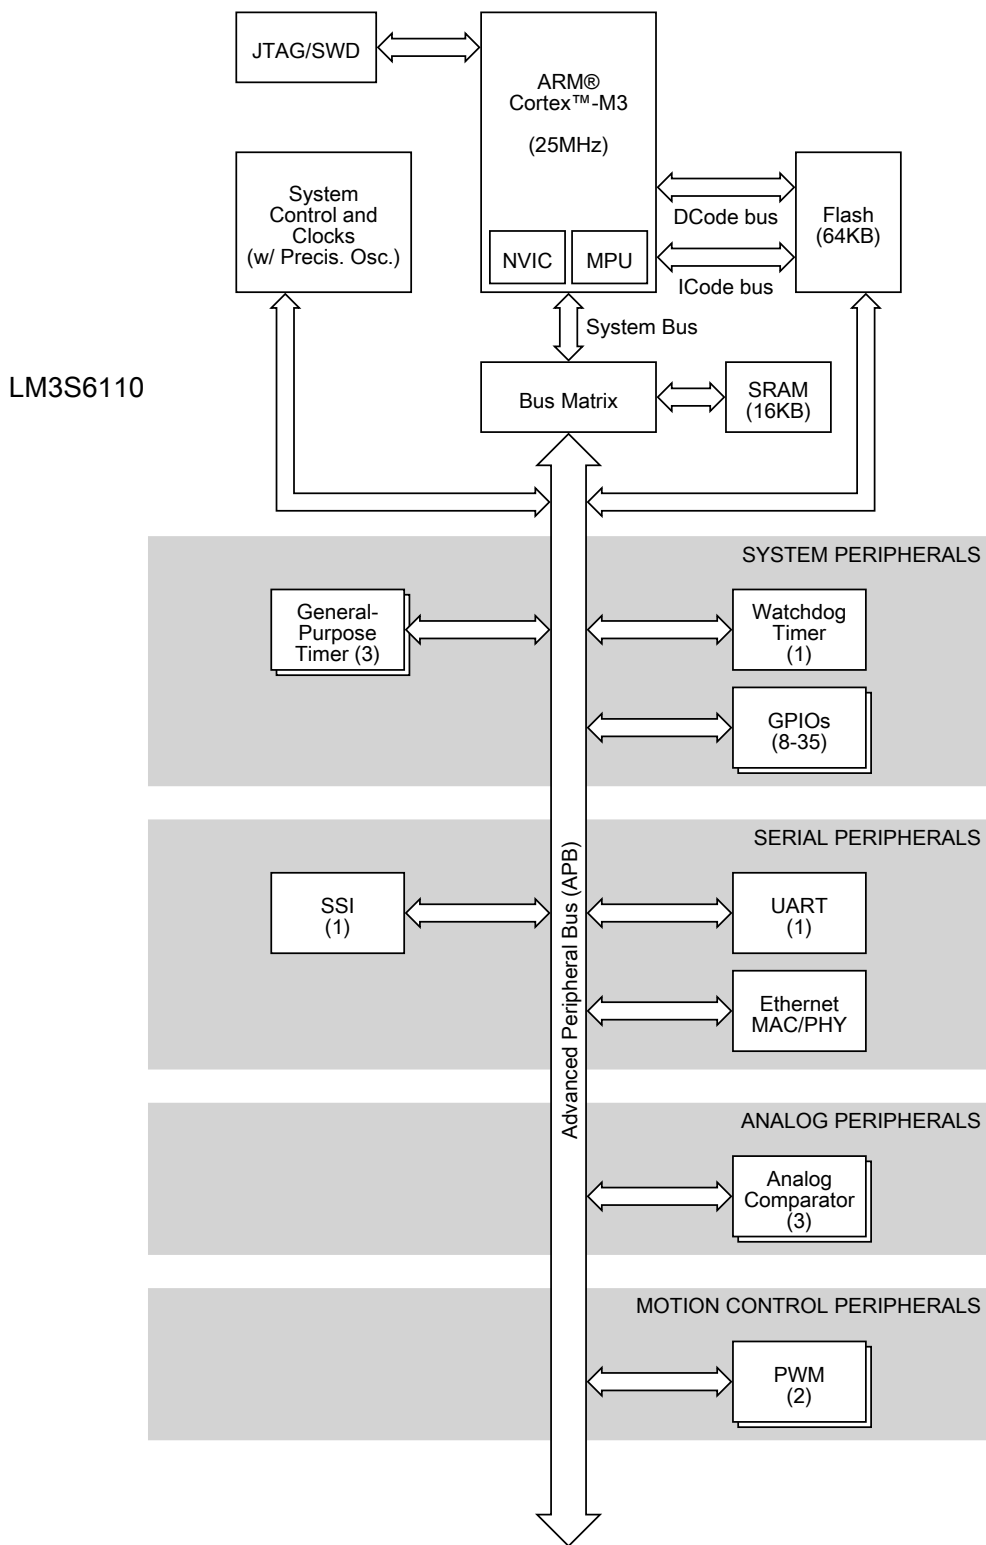 JTAG/SWD
ARM®
Cortex™-M3
(25MHz)
System
Control and
Clocks
(w/ Precis. Osc.)
NVIC
MPU
DCode bus
ICode bus
Flash
(64KB)
System Bus
LM3S6110
Bus Matrix
SRAM
(16KB)
SYSTEM PERIPHERALS
General-
Purpose
Timer (3)
Watchdog
Timer
(1)
GPIOs
(8-35)
Advanced Peripheral Bus (APB)
SERIAL PERIPHERALS
SSI
(1)
UART
(1)
Ethernet
MAC/PHY
ANALOG PERIPHERALS
Analog
Comparator
(3)
MOTION CONTROL PERIPHERALS
PWM
(2)